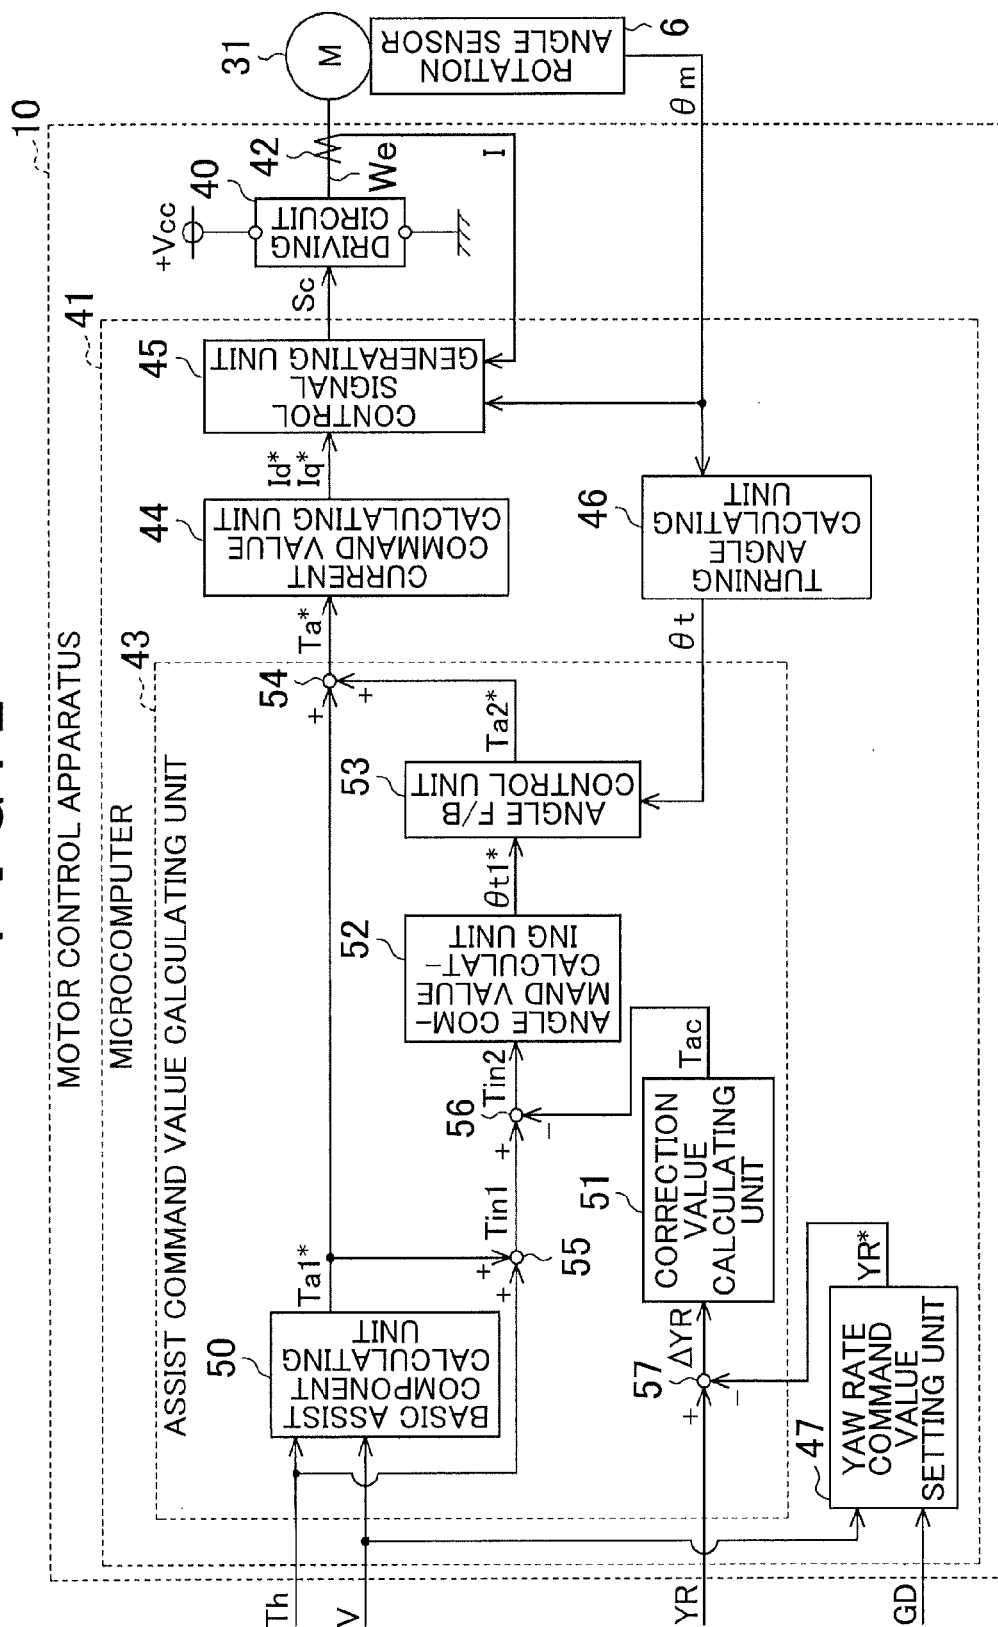 10
MOTOR CONTROL APPARATUS
41
MICROCOMPUTER
43
ASSIST COMMAND VALUE CALCULATING UNIT
Th
V
YR
GD
50
BASIC ASSIST
COMPONENT
CALCULATING
UNIT
Ta1*
+
+
55
Tin1
+
-
56
Tin2
52
ANGLE COM-
MAND VALUE
CALCULAT-
ING UNIT
θt1*
53
ANGLE F/B
CONTROL UNIT
Ta2*
54
+
+
Ta*
44
CURRENT
COMMAND VALUE
CALCULATING UNIT
Id*
Iq*
45
CONTROL
SIGNAL
GENERATING UNIT
Sc
+Vcc
40
DRIVING
CIRCUIT
42
We
I
31
M
6
ROTATION
ANGLE SENSOR
θm
46
TURNING
ANGLE
CALCULATING
UNIT
θt
57
+
-
ΔYR
51
CORRECTION
VALUE
CALCULATING
UNIT
Tac
47
YAW RATE
COMMAND
VALUE
SETTING UNIT
YR*